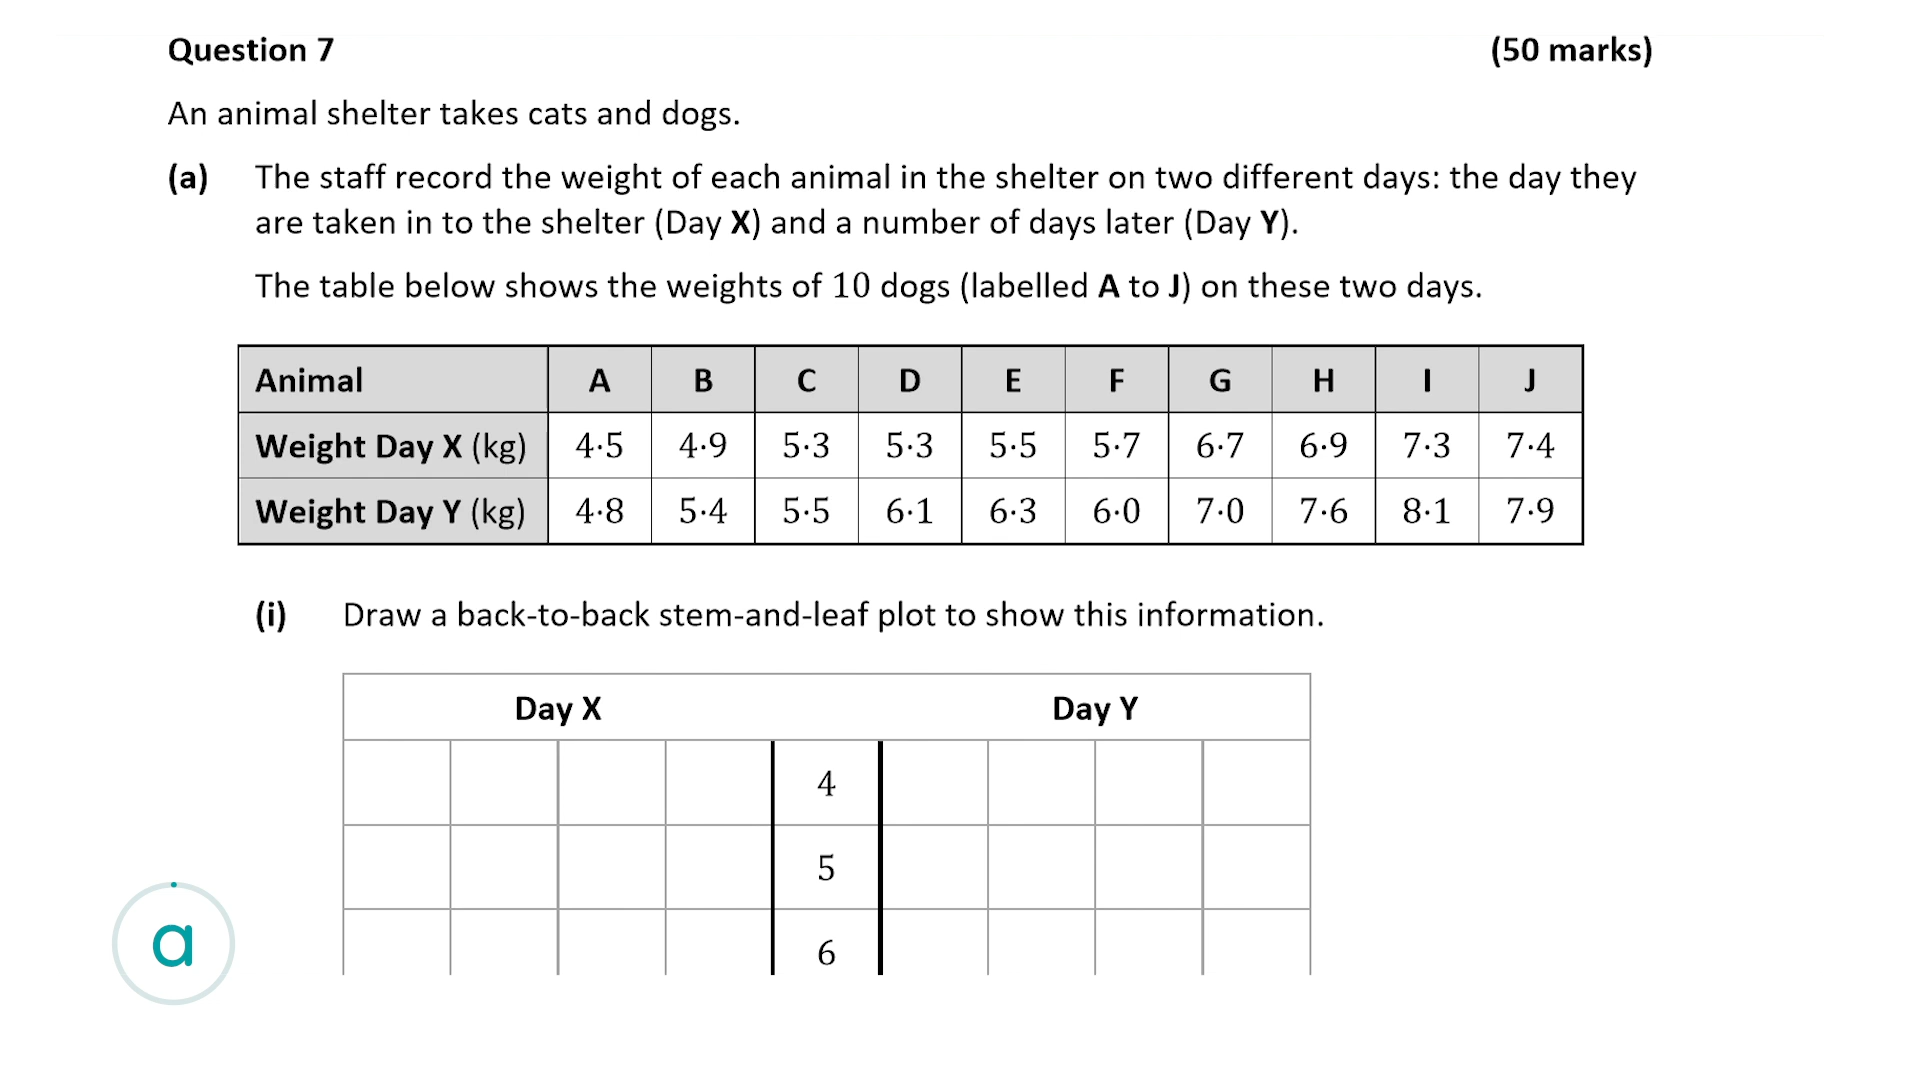 Question 7 (50 marks)
An animal shelter takes cats and dogs.
(a) The staff record the weight of each animal in the shelter on two different days: the day they
are taken in to the shelter (Day X) and a number of days later (Day Y).
The table below shows the weights of 10 dogs (labelled A to J) on these two days.
Animal A B C D E F G H I J
Weight Day X (kg) 4·5 4·9 5·3 5·3 5·5 5·7 6·7 6·9 7·3 7·4
Weight Day Y (kg) 4·8 5·4 5·5 6·1 6·3 6·0 7·0 7·6 8·1 7·9
(i) Draw a back-to-back stem-and-leaf plot to show this information.
Day X Day Y
4
5
6
a